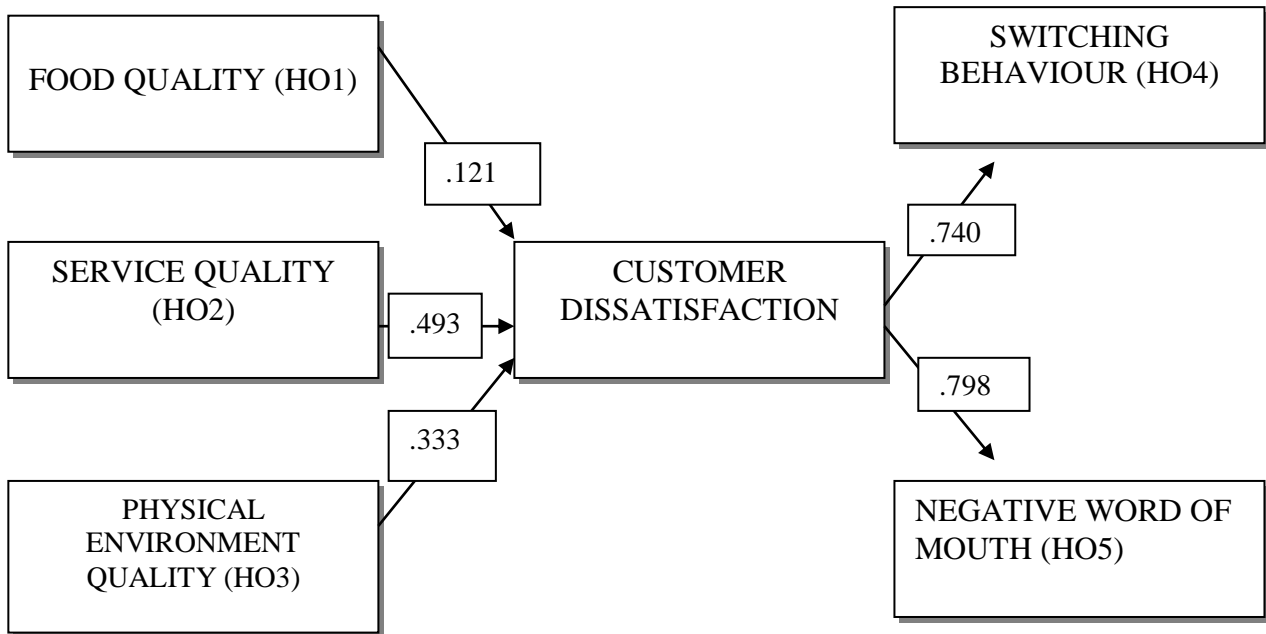 FOOD QUALITY (HO1)
.121
SERVICE QUALITY
(HO2)
.493
PHYSICAL
ENVIRONMENT
QUALITY (HO3)
.333
CUSTOMER
DISSATISFACTION
SWITCHING
BEHAVIOUR (HO4)
.740
.798
NEGATIVE WORD OF
MOUTH (HO5)